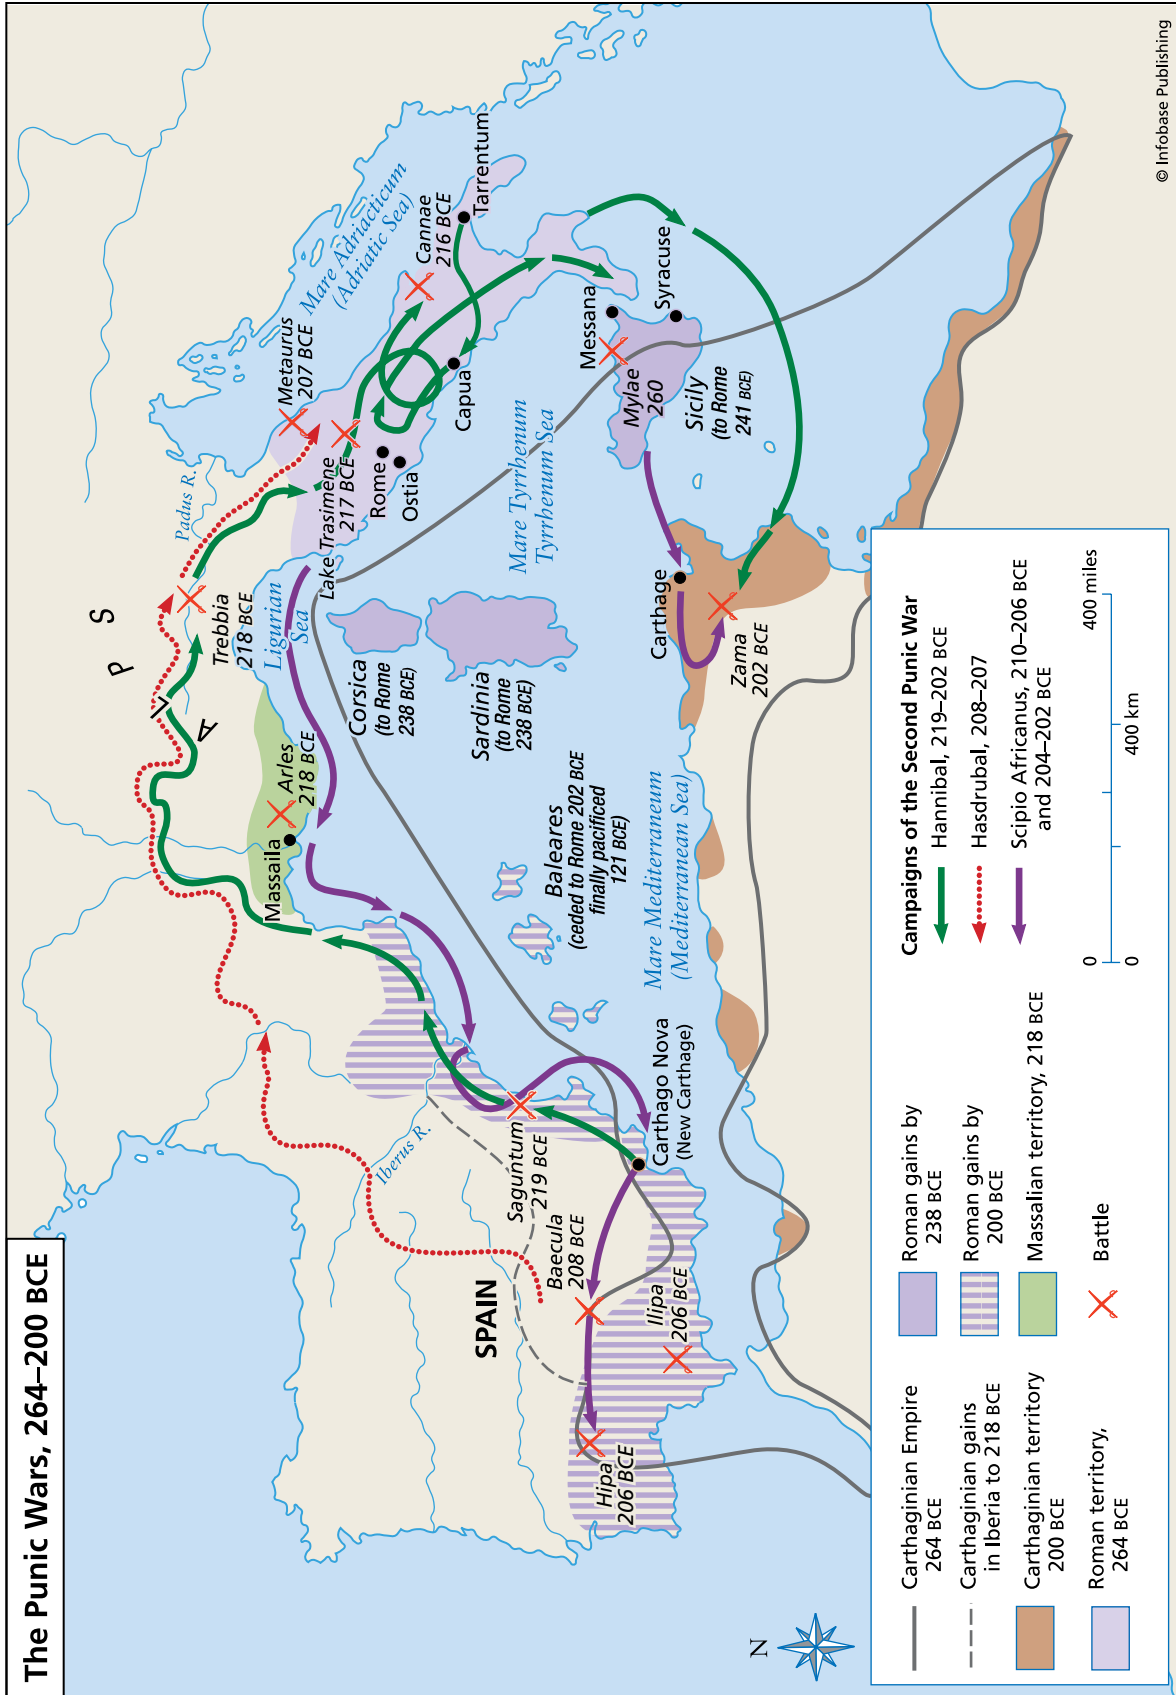 The Punic Wars, 264–200 BCE
A L P S
Padus R.
Trebbia
218 BCE
Metaurus
207 BCE
Mare Adriacticum
(Adriatic Sea)
Ligurian
Sea
Lake Trasimene
217 BCE
Rome
Ostia
Cannae
216 BCE
Tarrentum
Capua
Massaila
Arles
218 BCE
Corsica
(to Rome
238 BCE)
Sardinia
(to Rome
238 BCE)
Mare Tyrrhenum
Tyrrhenum Sea
Messana
Mylae
260
Syracuse
Sicily
(to Rome
241 BCE)
Iberus R.
SPAIN
Saguntum
219 BCE
Baecula
208 BCE
Baleares
(ceded to Rome 202 BCE
finally pacificed
121 BCE)
Mare Mediterraneum
(Mediterranean Sea)
Carthago Nova
(New Carthage)
Ilipa
206 BCE
Hipa
206 BCE
Carthage
Zama
202 BCE
N
Carthaginian Empire
264 BCE
Carthaginian gains
in Iberia to 218 BCE
Carthaginian territory
200 BCE
Roman territory,
264 BCE
Roman gains by
238 BCE
Roman gains by
200 BCE
Massalian territory, 218 BCE
Battle
Campaigns of the Second Punic War
Hannibal, 219–202 BCE
Hasdrubal, 208–207
Scipio Africanus, 210–206 BCE
and 204–202 BCE
0 400 miles
0 400 km
© Infobase Publishing